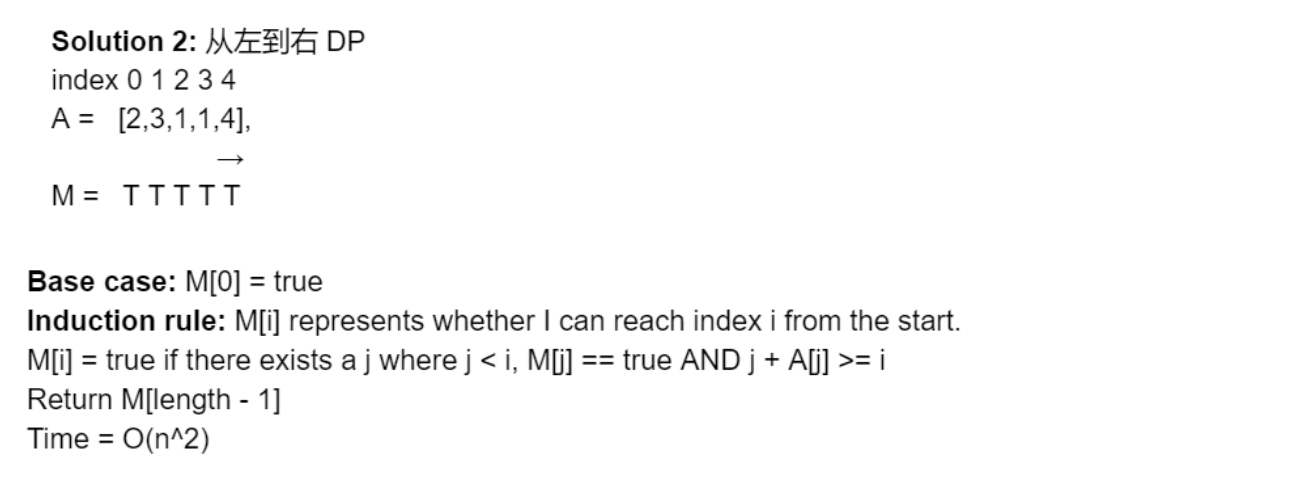 Solution 2: 从左到右 DP
index 0 1 2 3 4
A = [2,3,1,1,4],
→
M = T T T T T
Base case: M[0] = true
Induction rule: M[i] represents whether I can reach index i from the start.
M[i] = true if there exists a j where j < i, M[j] == true AND j + A[j] >= i
Return M[length - 1]
Time = O(n^2)